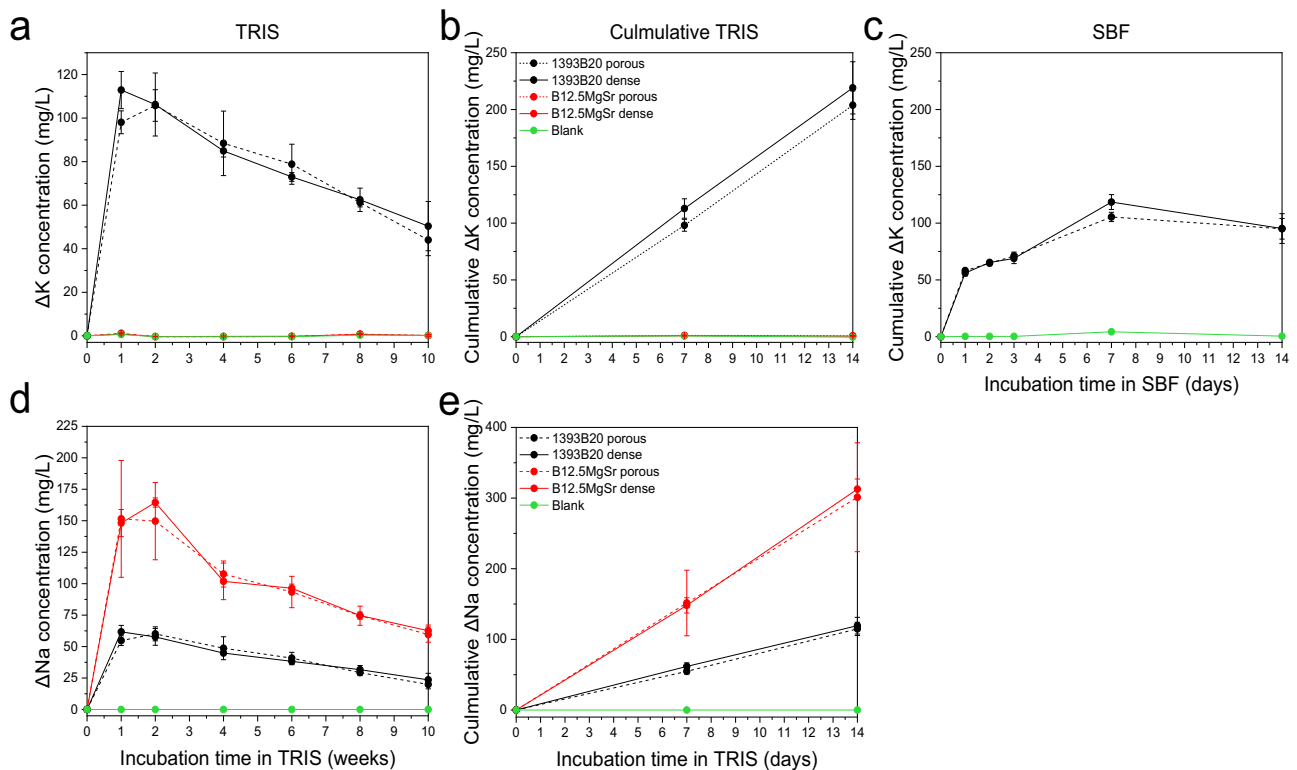 a
TRIS
ΔK concentration (mg/L)
120
100
80
60
40
20
0
0 1 2 3 4 5 6 7 8 9 10
b
Culmulative TRIS
Culmulative ΔK concentration (mg/L)
250
200
150
100
50
0
1393B20 porous
1393B20 dense
B12.5MgSr porous
B12.5MgSr dense
Blank
0 1 2 3 4 5 6 7 8 9 10 11 12 13 14
c
SBF
Cumulative ΔK concentration (mg/L)
250
200
150
100
50
0
0 1 2 3 4 5 6 7 8 9 10 11 12 13 14
Incubation time in SBF (days)
d
ΔNa concentration (mg/L)
225
200
175
150
125
100
75
50
25
0
0 1 2 3 4 5 6 7 8 9 10
Incubation time in TRIS (weeks)
e
Culmulative ΔNa concentration (mg/L)
400
300
200
100
0
1393B20 porous
1393B20 dense
B12.5MgSr porous
B12.5MgSr dense
Blank
0 1 2 3 4 5 6 7 8 9 10 11 12 13 14
Incubation time in TRIS (days)